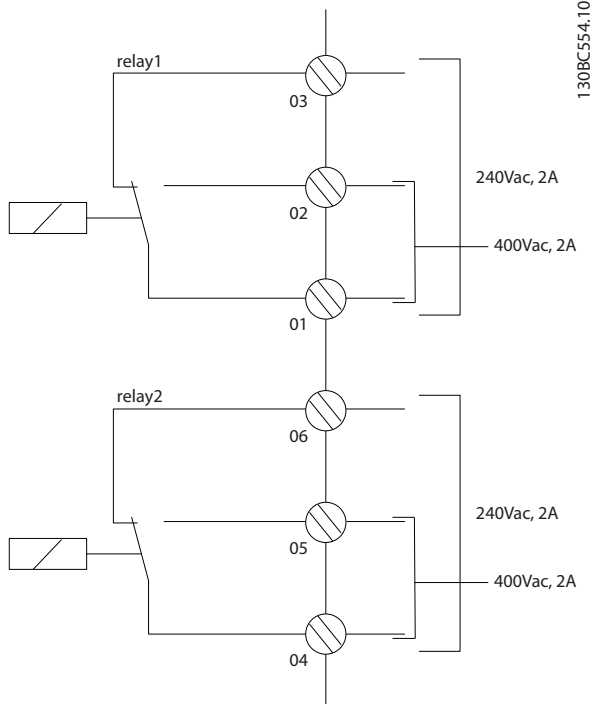 130BC554.10
relay1
03
02
240Vac, 2A
400Vac, 2A
01
relay2
06
05
240Vac, 2A
400Vac, 2A
04